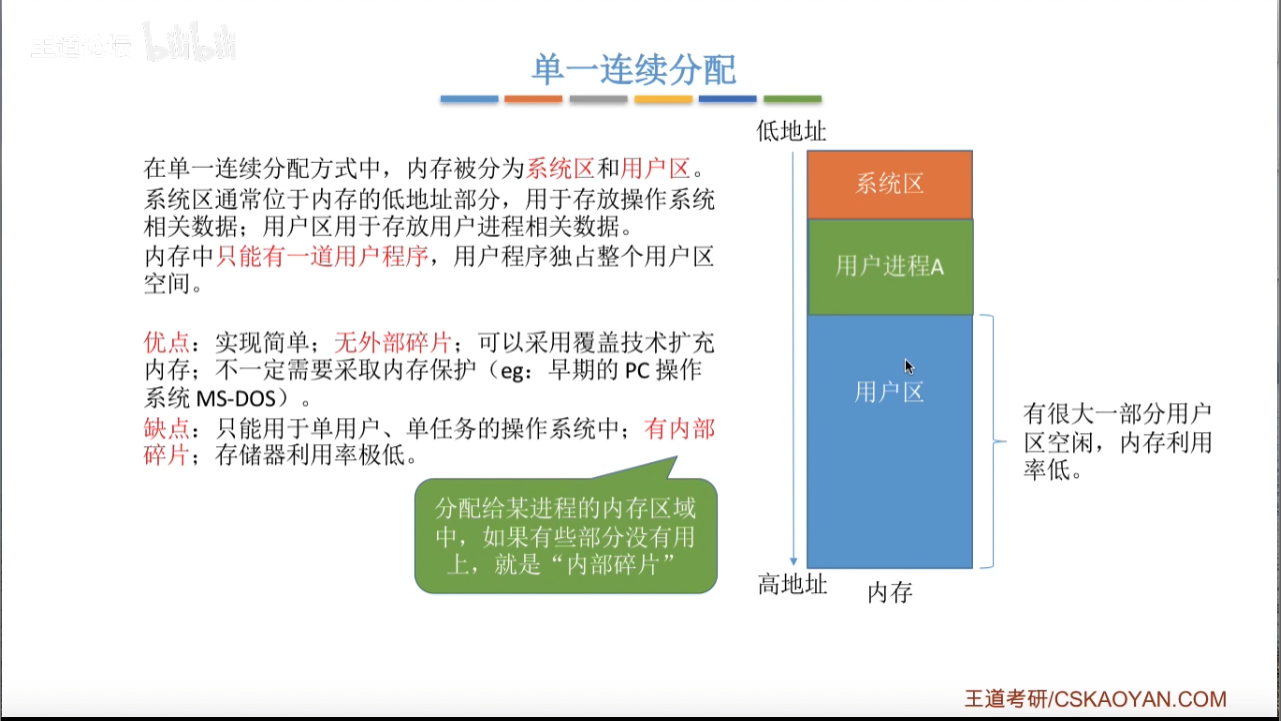 王道论坛 bilibili
单一连续分配
在单一连续分配方式中，内存被分为系统区和用户区。
系统区通常位于内存的低地址部分，用于存放操作系统
相关数据；用户区用于存放用户进程相关数据。
内存中只能有一道用户程序，用户程序独占整个用户区
空间。
优点：实现简单；无外部碎片；可以采用覆盖技术扩充
内存；不一定需要采取内存保护（eg：早期的 PC 操作
系统 MS-DOS）。
缺点：只能用于单用户、单任务的操作系统中；有内部
碎片；存储器利用率极低。
分配给某进程的内存区域
中，如果有些部分没有用
上，就是“内部碎片”
低地址
系统区
用户进程A
用户区
高地址
内存
有很大一部分用户
区空闲，内存利用
率低。
王道考研/CSKAOYAN.COM